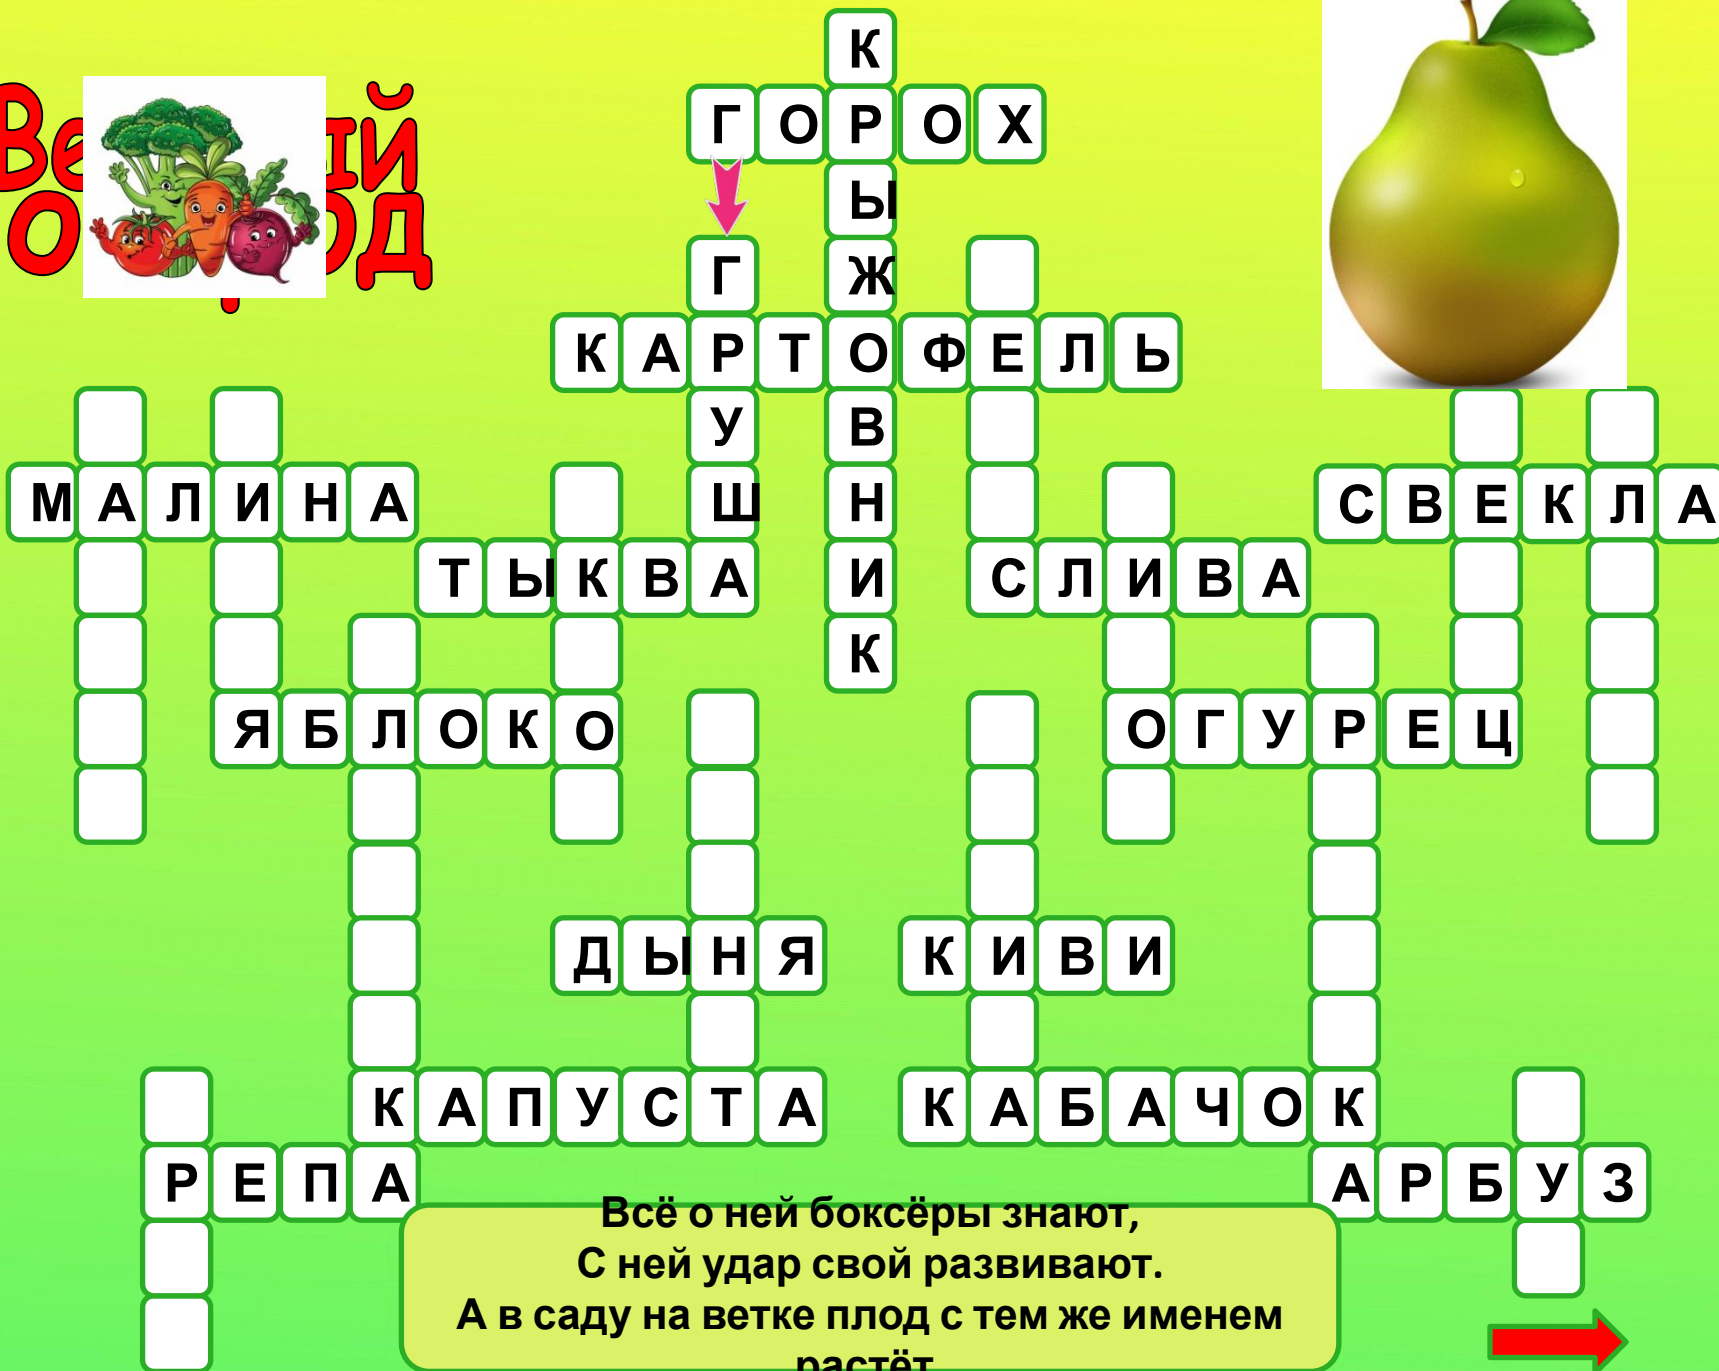 К
ГОРОХ
Ы
Г Ж
КАРТОФЕЛЬ
У В
МАЛИНА Ш Н СВЕКЛА
ТЫКВА И СЛИВА
К
ЯБЛОКО ОГУРЕЦ
ДЫНЯ КИВИ
КАПУСТА КАБАЧОК
РЕПА АРБУЗ
Всё о ней боксёры знают,
С ней удар свой развивают.
А в саду на ветке плод с тем же именем
растёт